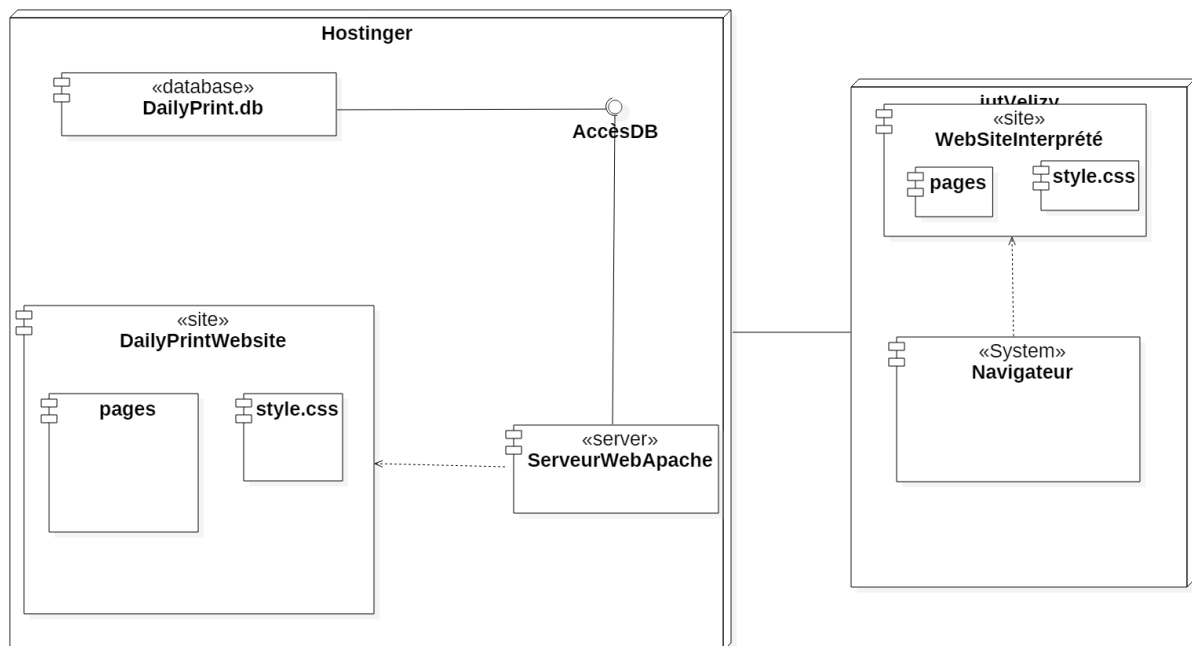 Hostinger
«database»
DailyPrint.db
AccèsDB
«site»
DailyPrintWebsite
pages
style.css
«server»
ServeurWebApache
iutVelizy
«site»
WebSiteInterprété
pages
style.css
«System»
Navigateur